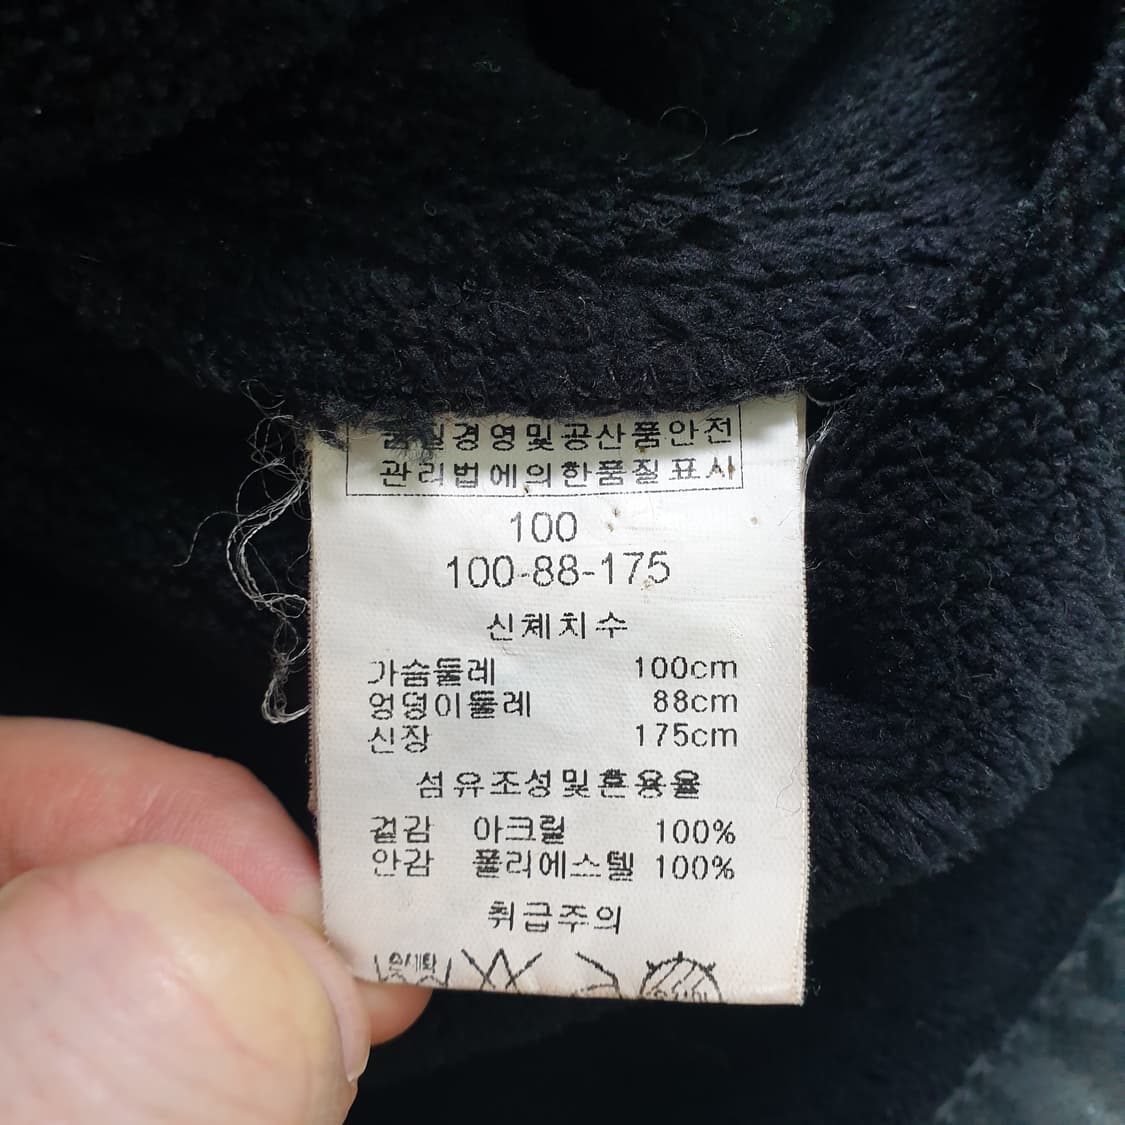 품질경영및공산품안전
관리법에의한품질표시
100
100-88-175
신체치수
가슴둘레 100cm
엉덩이둘레 88cm
신장 175cm
섬유조성및혼용율
겉감 아크릴 100%
안감 폴리에스텔 100%
취급주의